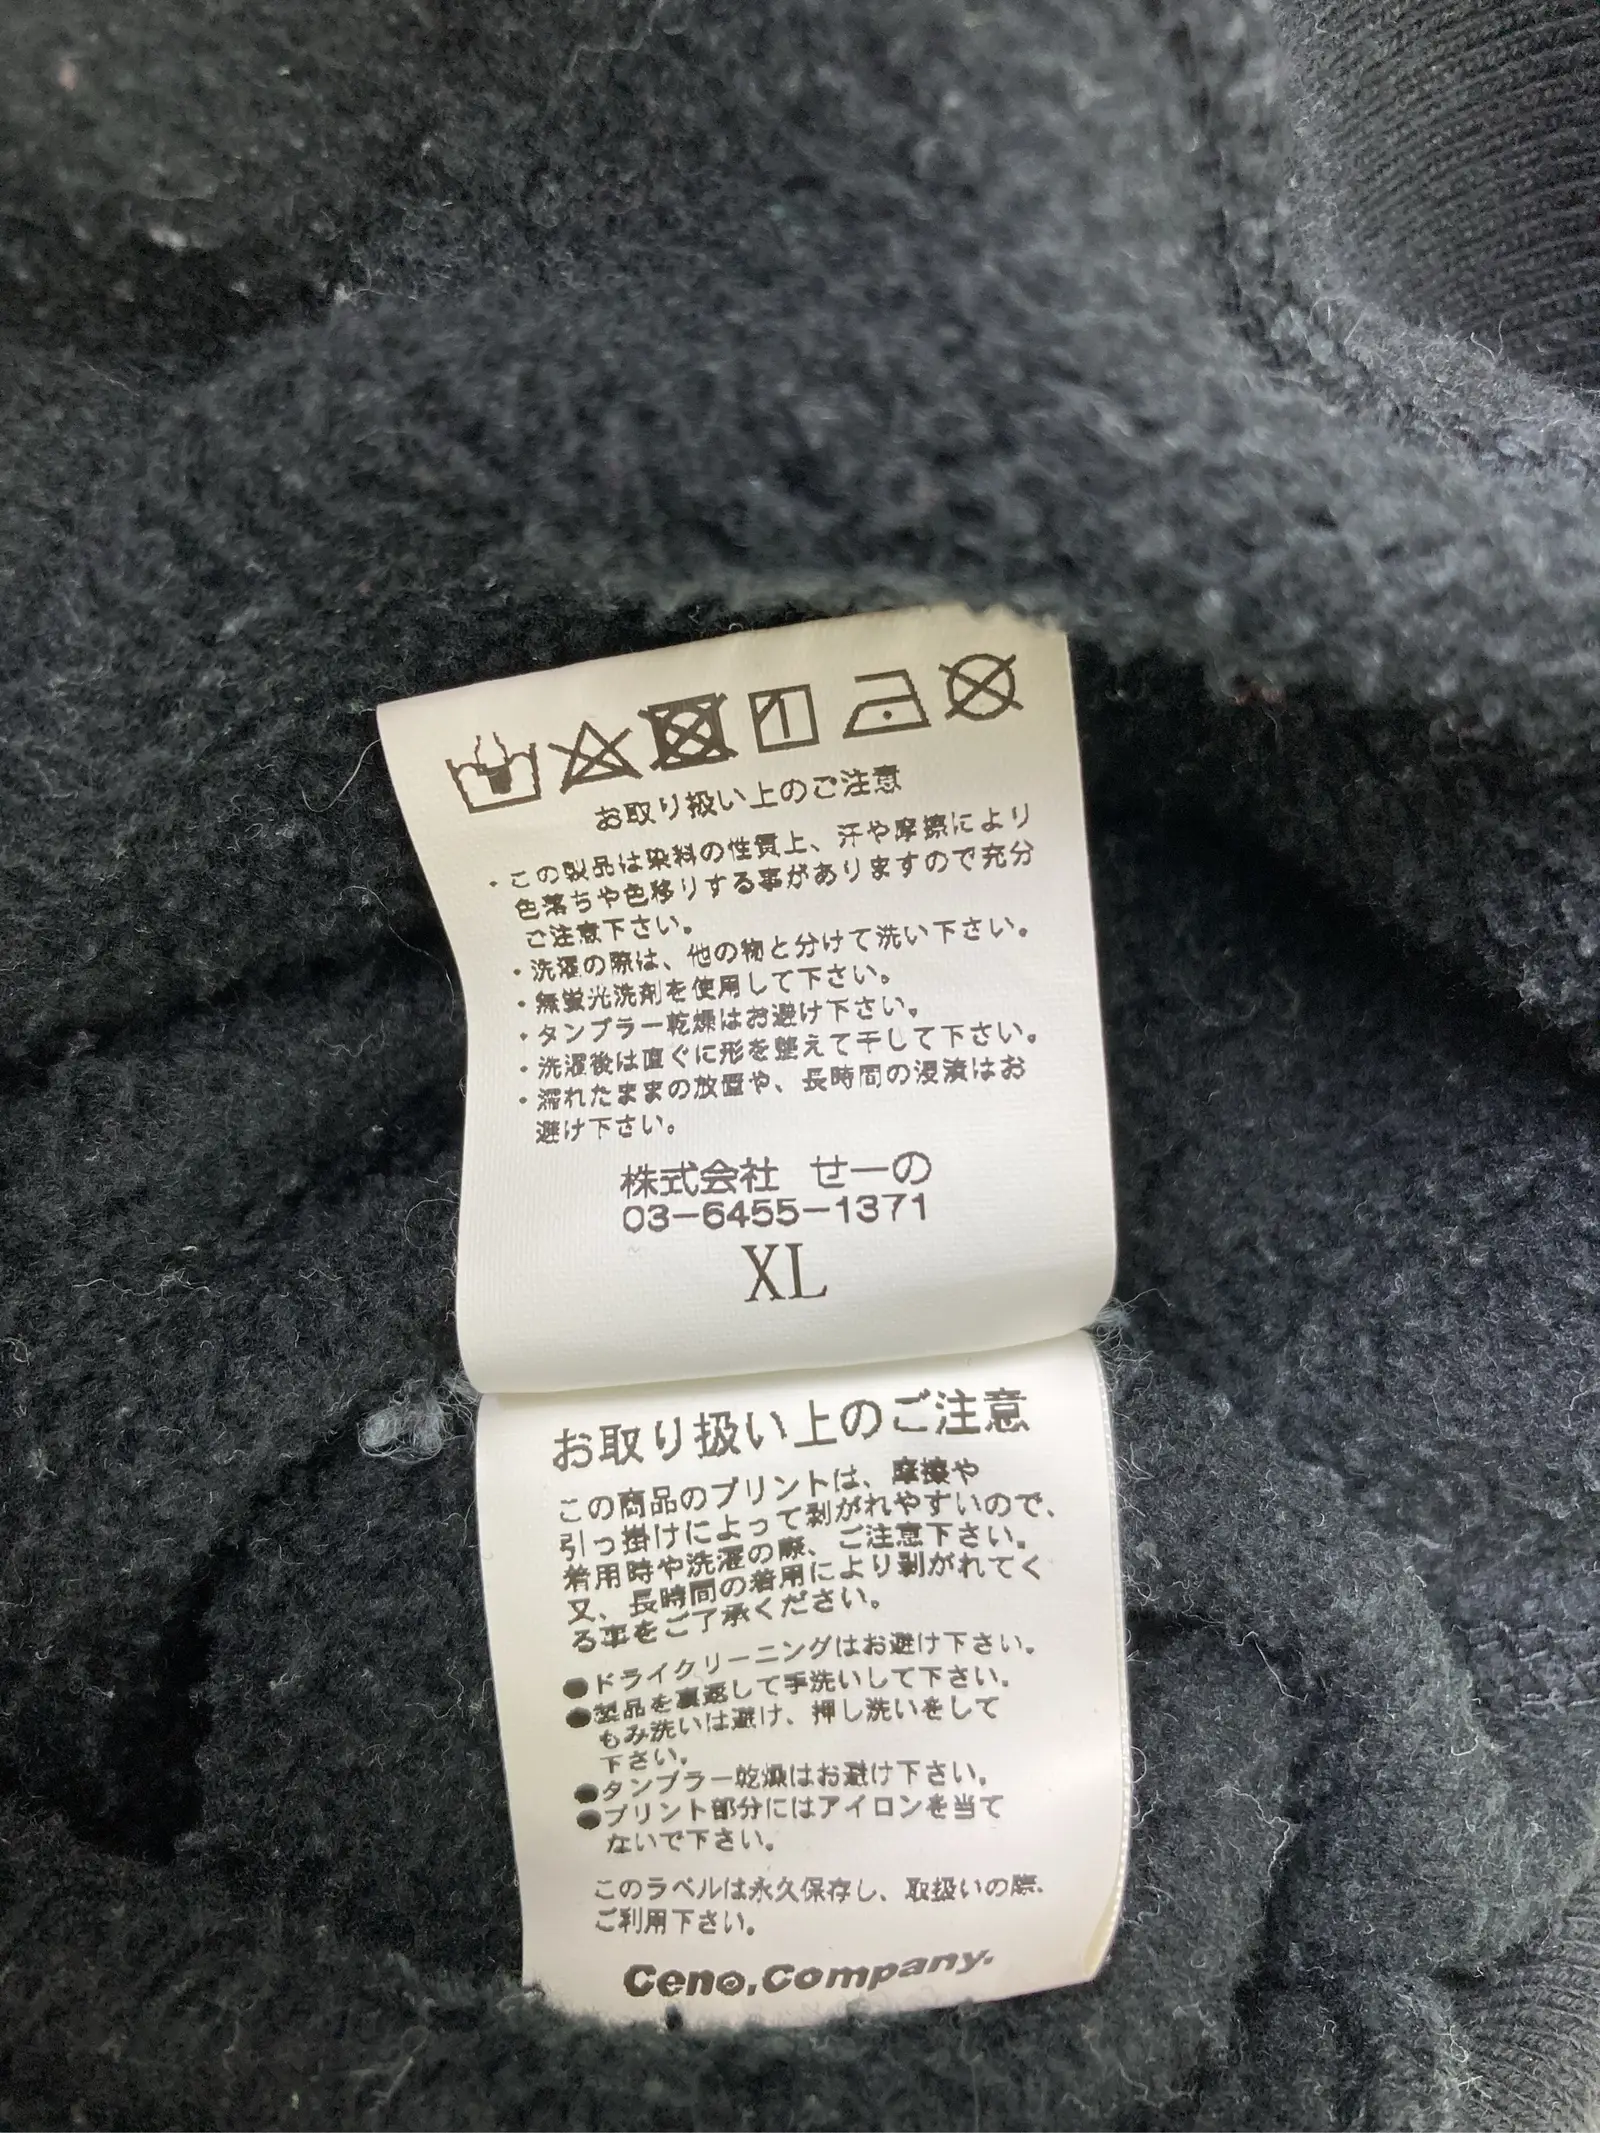 お取り扱い上のご注意
・この製品は染料の性質上、汗や摩擦により
色落ちや色移りする事がありますので充分
ご注意下さい。
・洗濯の際は、他の物と分けて洗い下さい。
・無蛍光洗剤を使用して下さい。
・タンブラー乾燥はお避け下さい。
・洗濯後は直ぐに形を整えて干して下さい。
・濡れたままの放置や、長時間の浸漬はお
避け下さい。
株式会社 せーの
03-6455-1371
XL
お取り扱い上のご注意
この商品のプリントは、摩擦や
引っ掛けによって剥がれやすいので、
着用時や洗濯の際、ご注意下さい。
又、長時間の着用により剥がれてく
る事をご了承ください。
●ドライクリーニングはお避け下さい。
●製品を裏返して手洗いして下さい。
もみ洗いは避け、押し洗いをして
下さい。
●タンブラー乾燥はお避け下さい。
●プリント部分にはアイロンを当て
ないで下さい。
このラベルは永久保存し、取扱いの際、
ご利用下さい。
Ceno.Company.